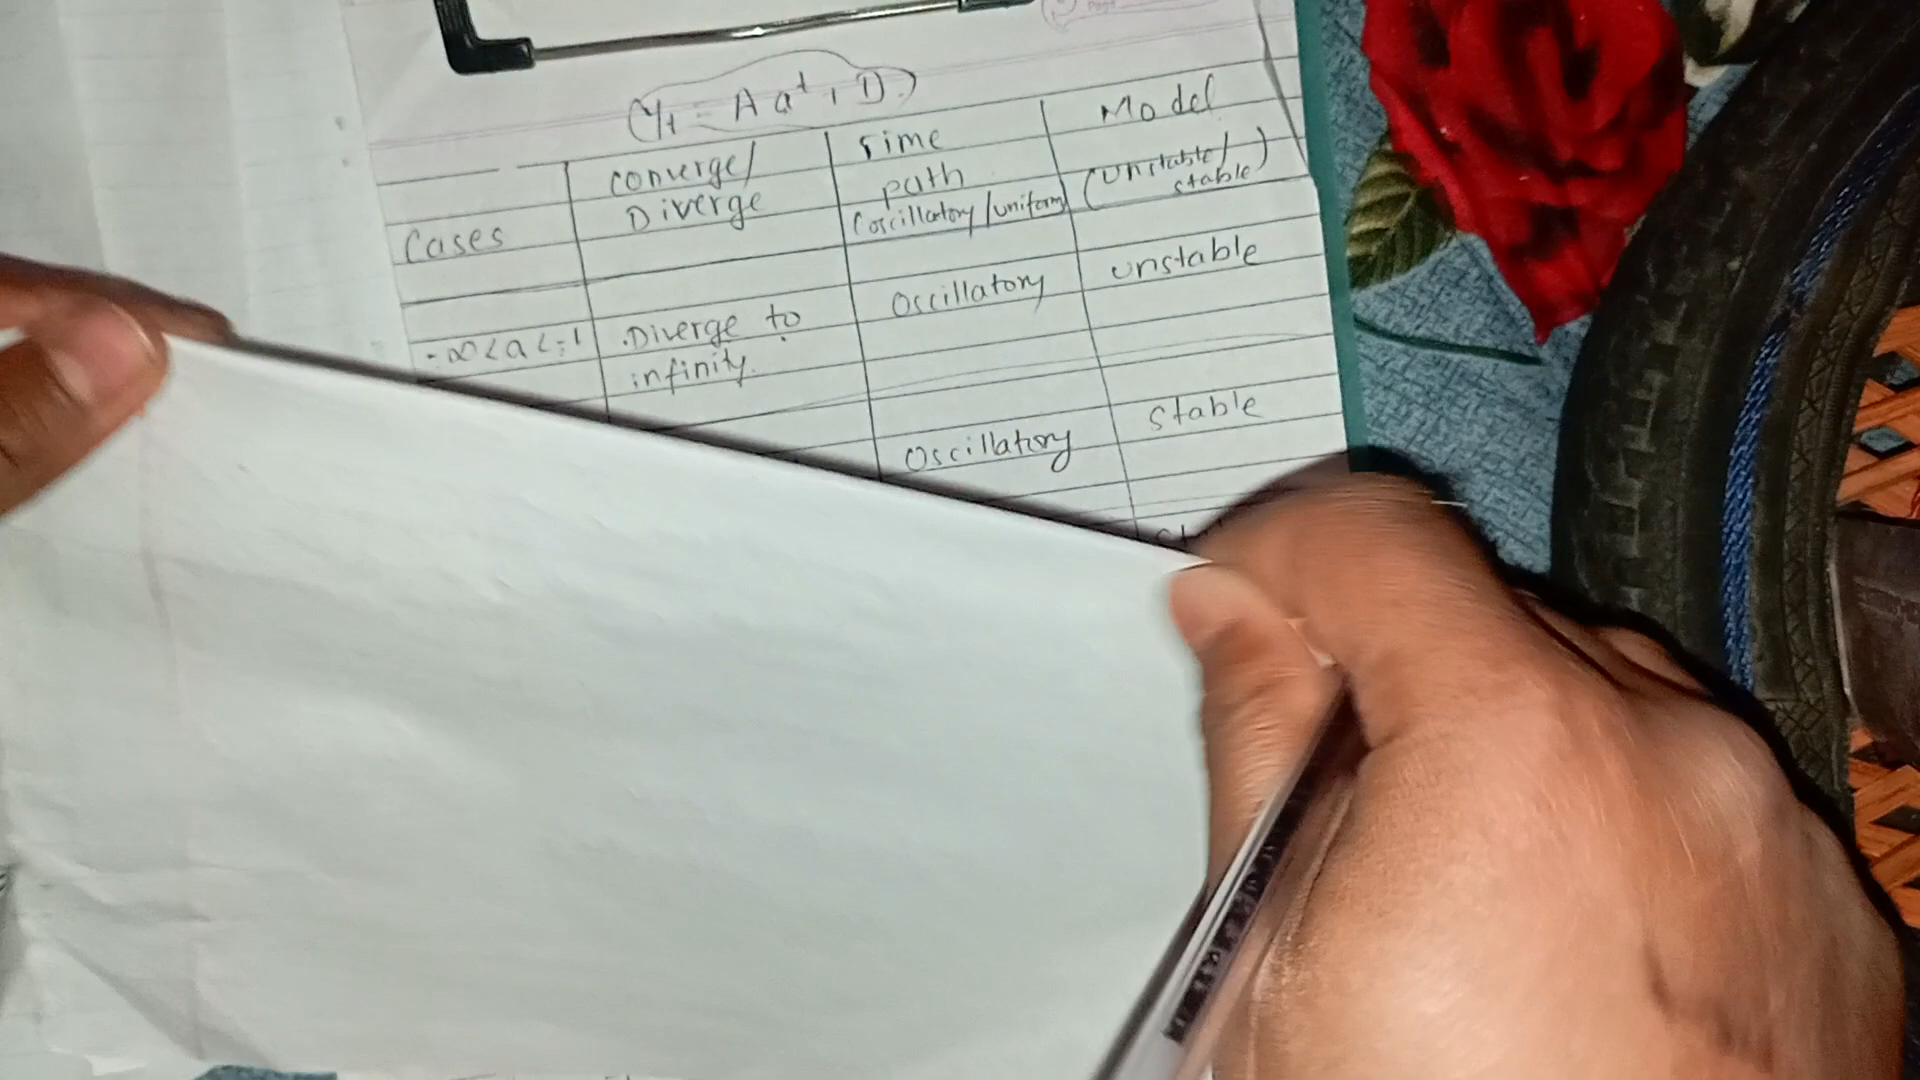 (Yt = A a^t + D)
Cases
Converge/
Diverge
Time
path
(oscillatory/uniform)
Model
(unstable/
stable)
-∞<a<-1
Diverge to
infinity.
Oscillatory
unstable
Oscillatory
stable